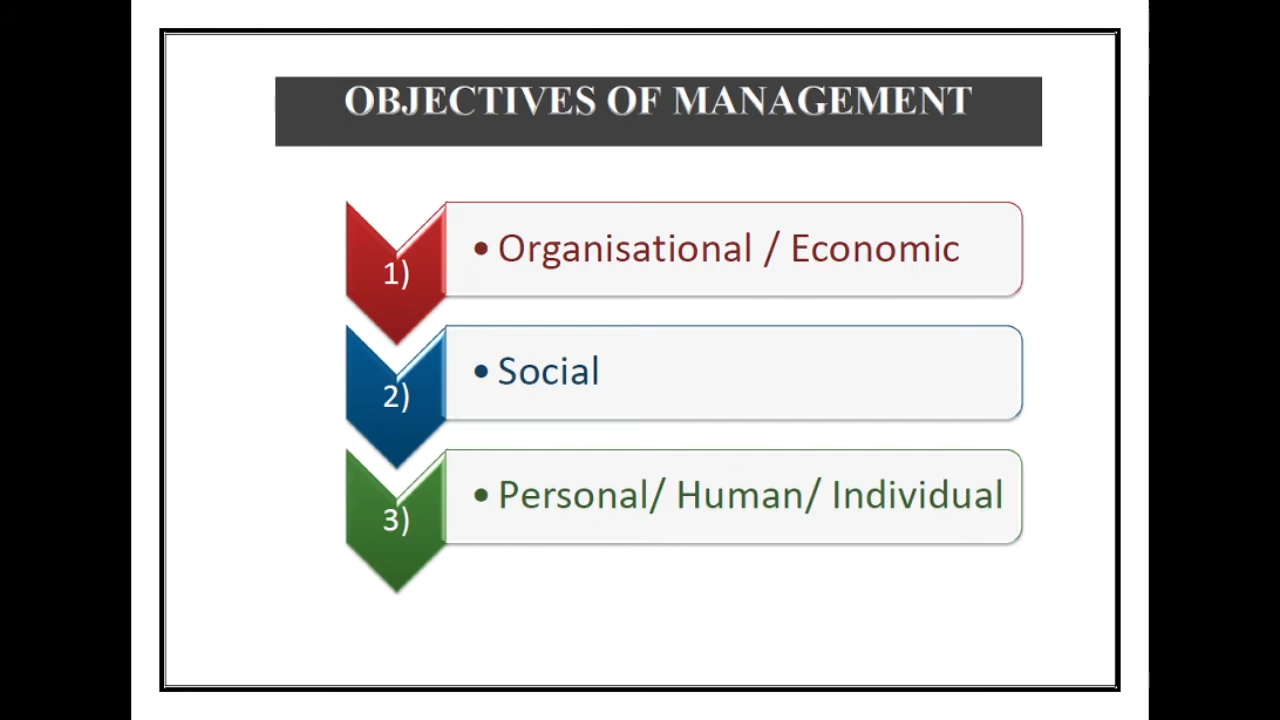 OBJECTIVES OF MANAGEMENT
1) • Organisational / Economic
2) • Social
3) • Personal/ Human/ Individual